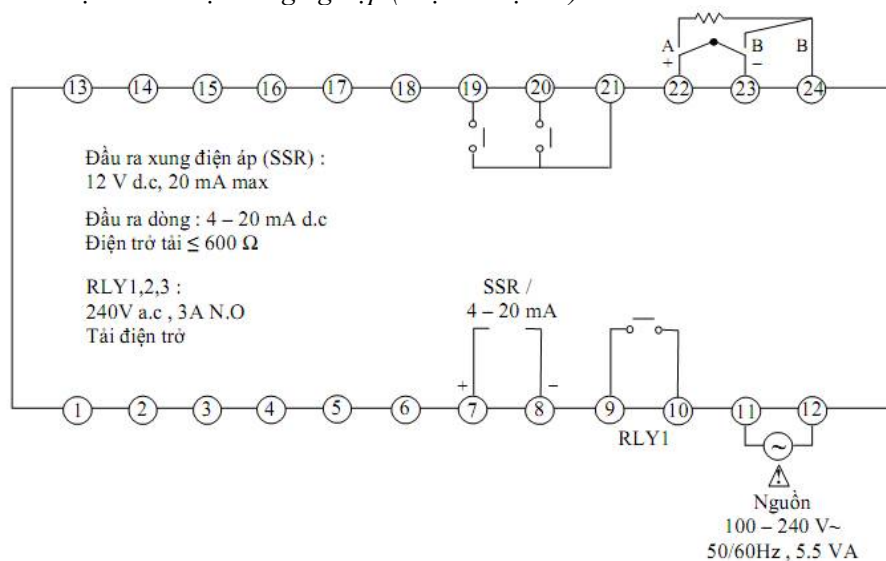 A B B
+ −
13 14 15 16 17 18 19 20 21 22 23 24
Đầu ra xung điện áp (SSR) :
12 V d.c, 20 mA max
Đầu ra dòng : 4 – 20 mA d.c
Điện trở tải ≤ 600 Ω
RLY1,2,3 :
240V a.c , 3A N.O
Tải điện trở
SSR /
4 – 20 mA
+ −
1 2 3 4 5 6 7 8 9 10 11 12
RLY1
~
Nguồn
100 – 240 V~
50/60Hz , 5.5 VA